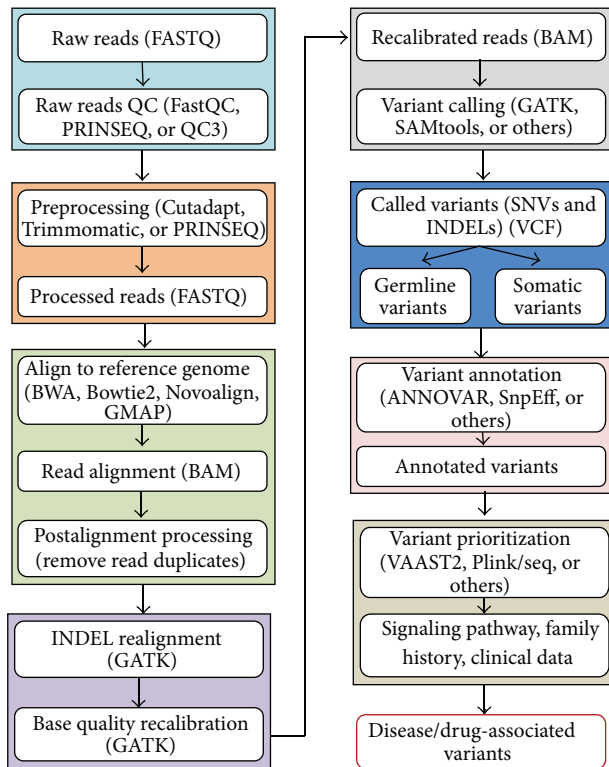 Raw reads (FASTQ)
Raw reads QC (FastQC,
PRINSEQ, or QC3)
Preprocessing (Cutadapt,
Trimmomatic, or PRINSEQ)
Processed reads (FASTQ)
Align to reference genome
(BWA, Bowtie2, Novoalign,
GMAP)
Read alignment (BAM)
Postalignment processing
(remove read duplicates)
INDEL realignment
(GATK)
Base quality recalibration
(GATK)
Recalibrated reads (BAM)
Variant calling (GATK,
SAMtools, or others)
Called variants (SNVs and
INDELs) (VCF)
Germline
variants
Somatic
variants
Variant annotation
(ANNOVAR, SnpEff, or
others)
Annotated variants
Variant prioritization
(VAAST2, Plink/seq, or
others)
Signaling pathway, family
history, clinical data
Disease/drug-associated
variants